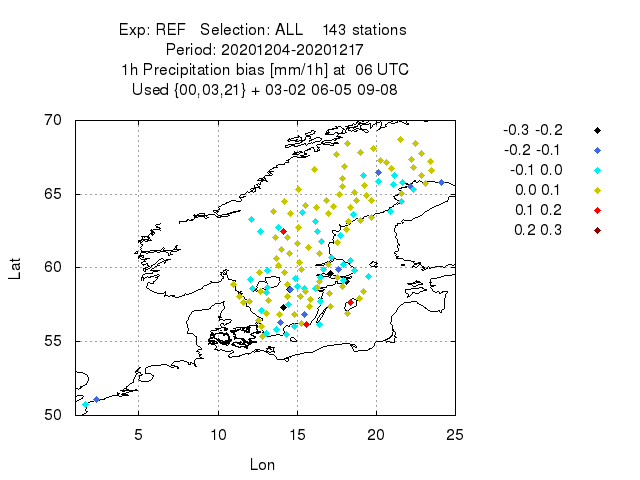 Exp: REF Selection: ALL 143 stations
Period: 20201204-20201217
1h Precipitation bias [mm/1h] at 06 UTC
Used {00,03,21} + 03-02 06-05 09-08
70
65
60
55
50
Lat
5
10
15
20
25
Lon
-0.3 -0.2
-0.2 -0.1
-0.1 0.0
0.0 0.1
0.1 0.2
0.2 0.3